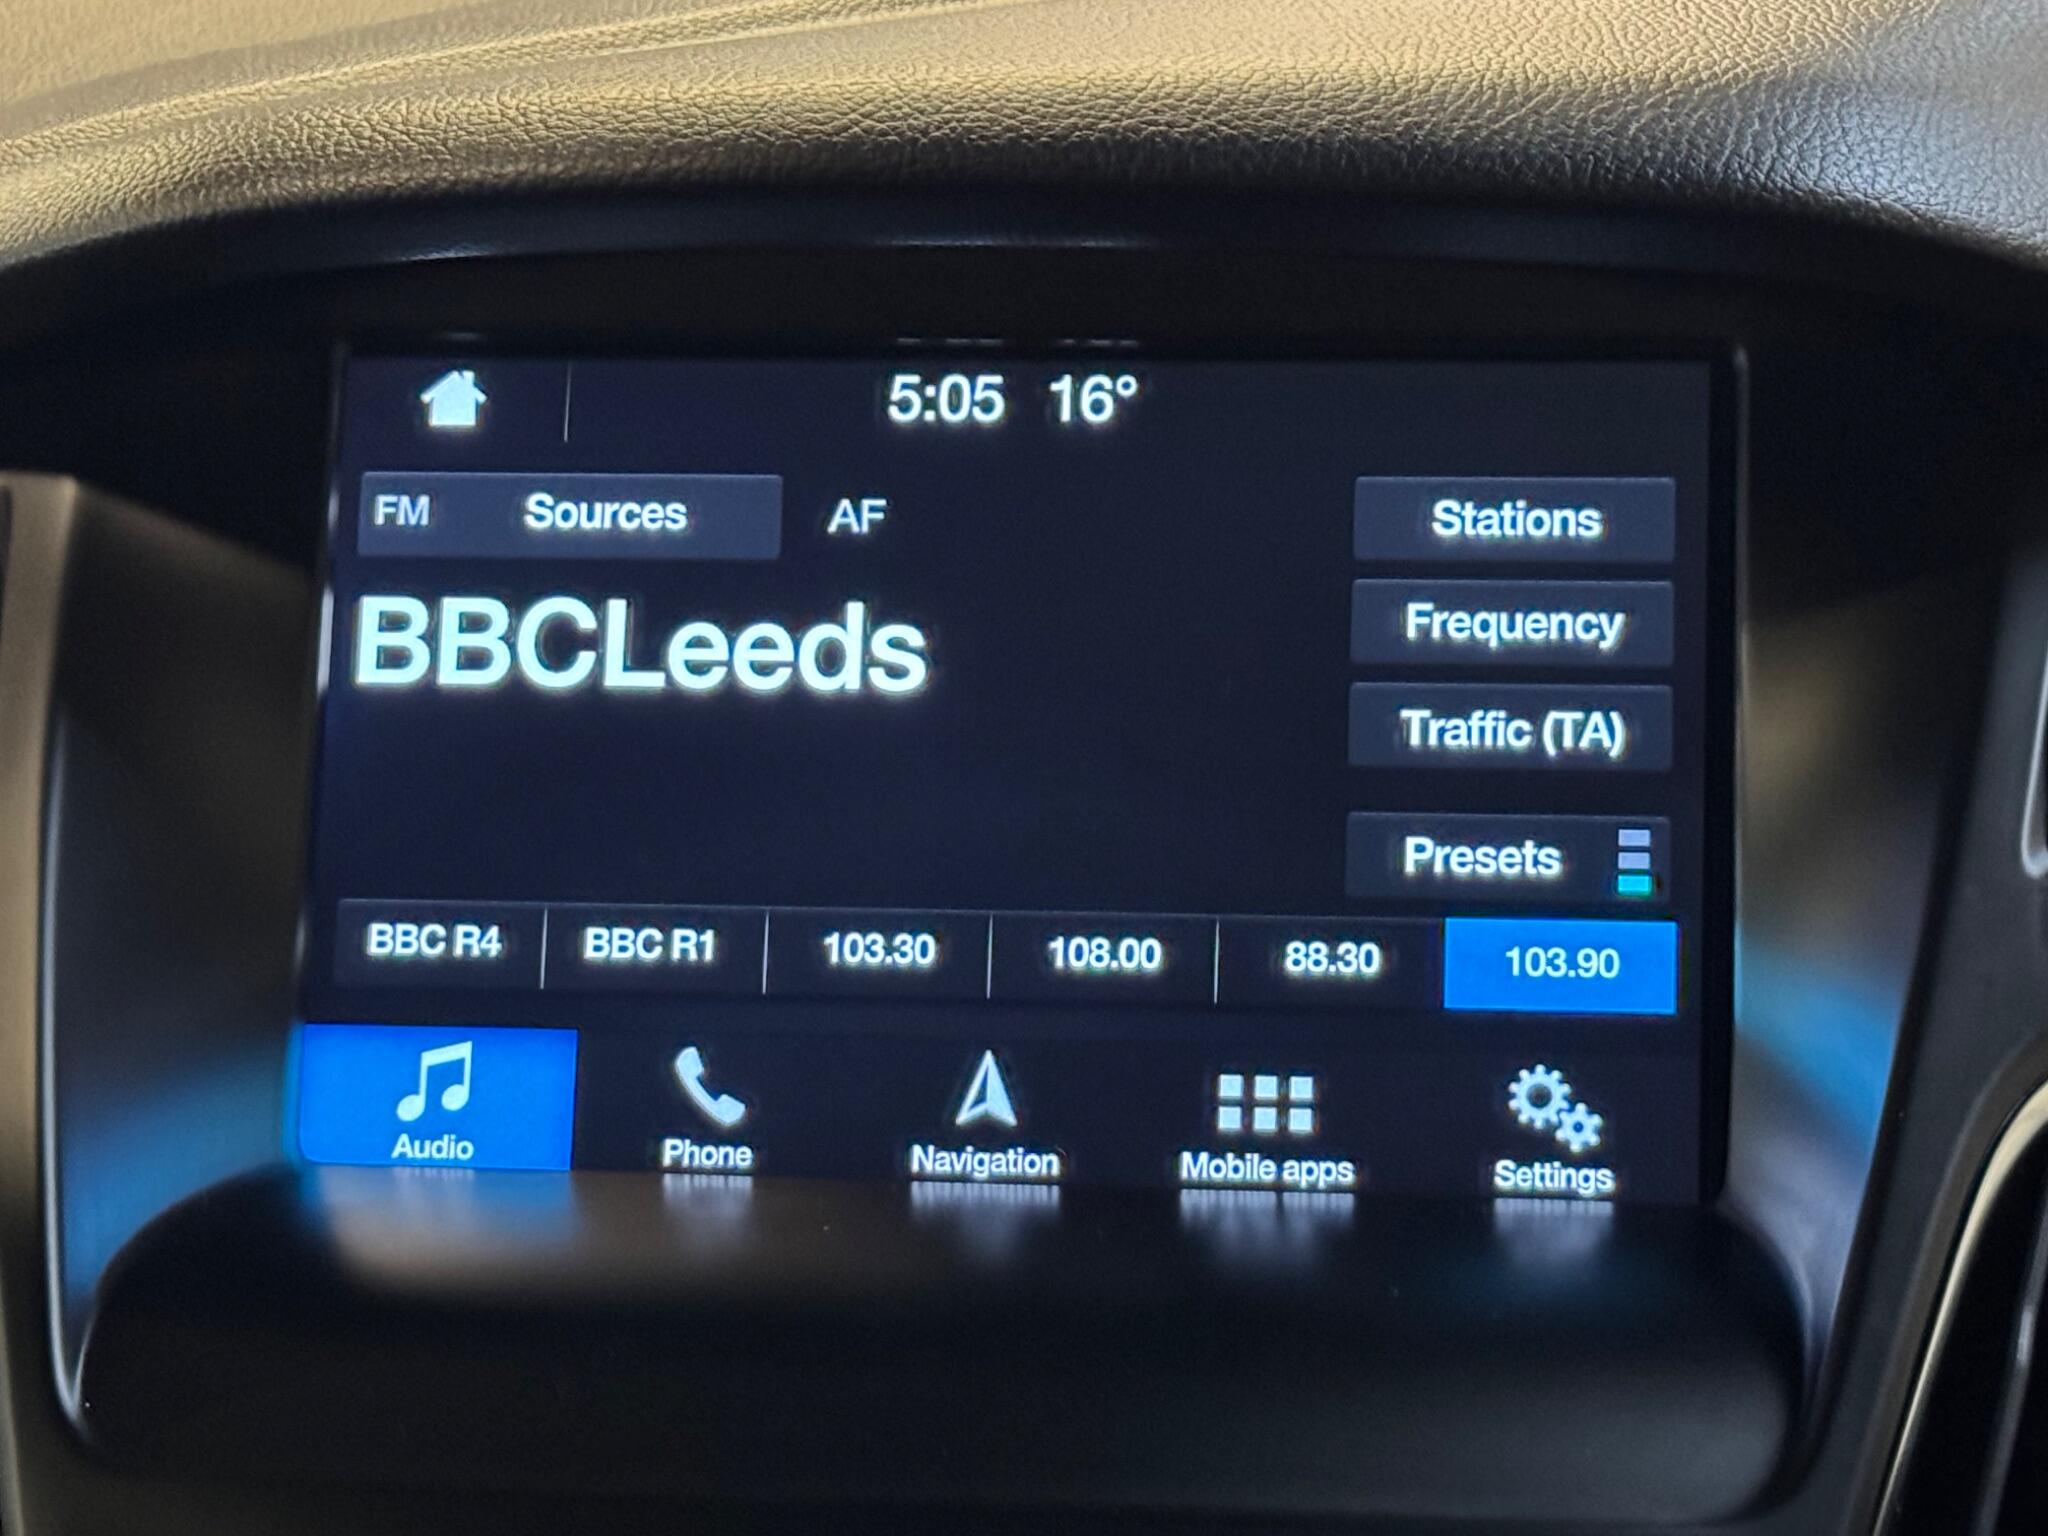 5:05 16°
FM Sources AF
Stations
BBCLeeds
Frequency
Traffic (TA)
Presets
BBC R4 BBC R1 103.30 108.00 88.30 103.90
Audio Phone Navigation Mobile apps Settings